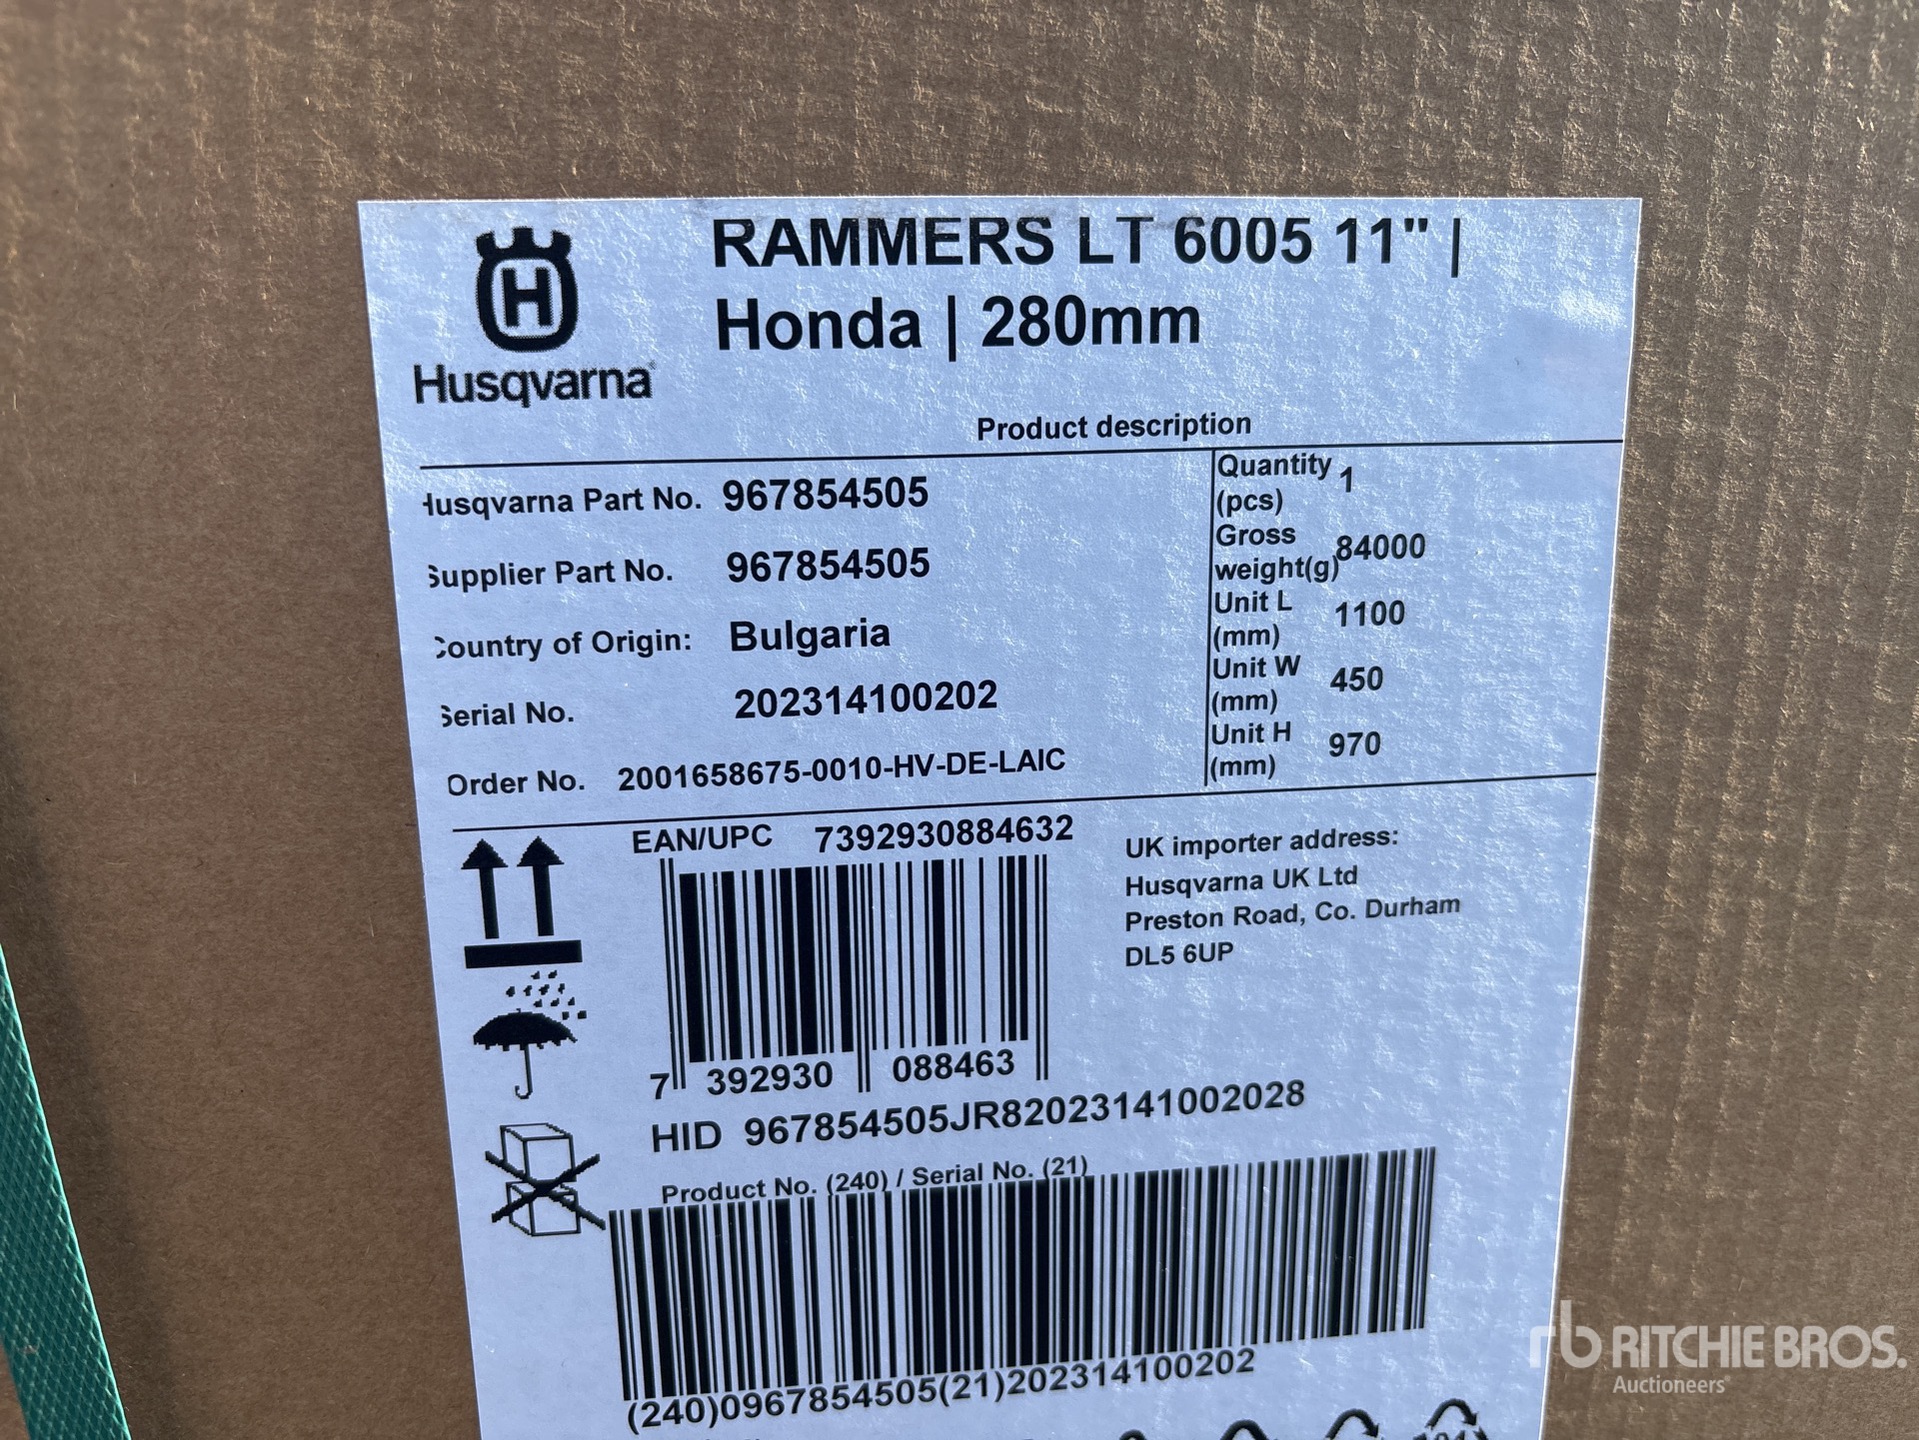 RAMMERS LT 6005 11" |
Honda | 280mm
Husqvarna
Product description
Husqvarna Part No. 967854505
Supplier Part No. 967854505
Country of Origin: Bulgaria
Serial No. 202314100202
Order No. 2001658675-0010-HV-DE-LAIC
Quantity (pcs) 1
Gross weight(g) 84000
Unit L (mm) 1100
Unit W (mm) 450
Unit H (mm) 970
EAN/UPC 7392930884632
7 392930 088463
UK importer address:
Husqvarna UK Ltd
Preston Road, Co. Durham
DL5 6UP
HID 967854505JR82023141002028
Product No. (240) / Serial No. (21)
(240)0967854505(21)202314100202
rb RITCHIE BROS.
Auctioneers